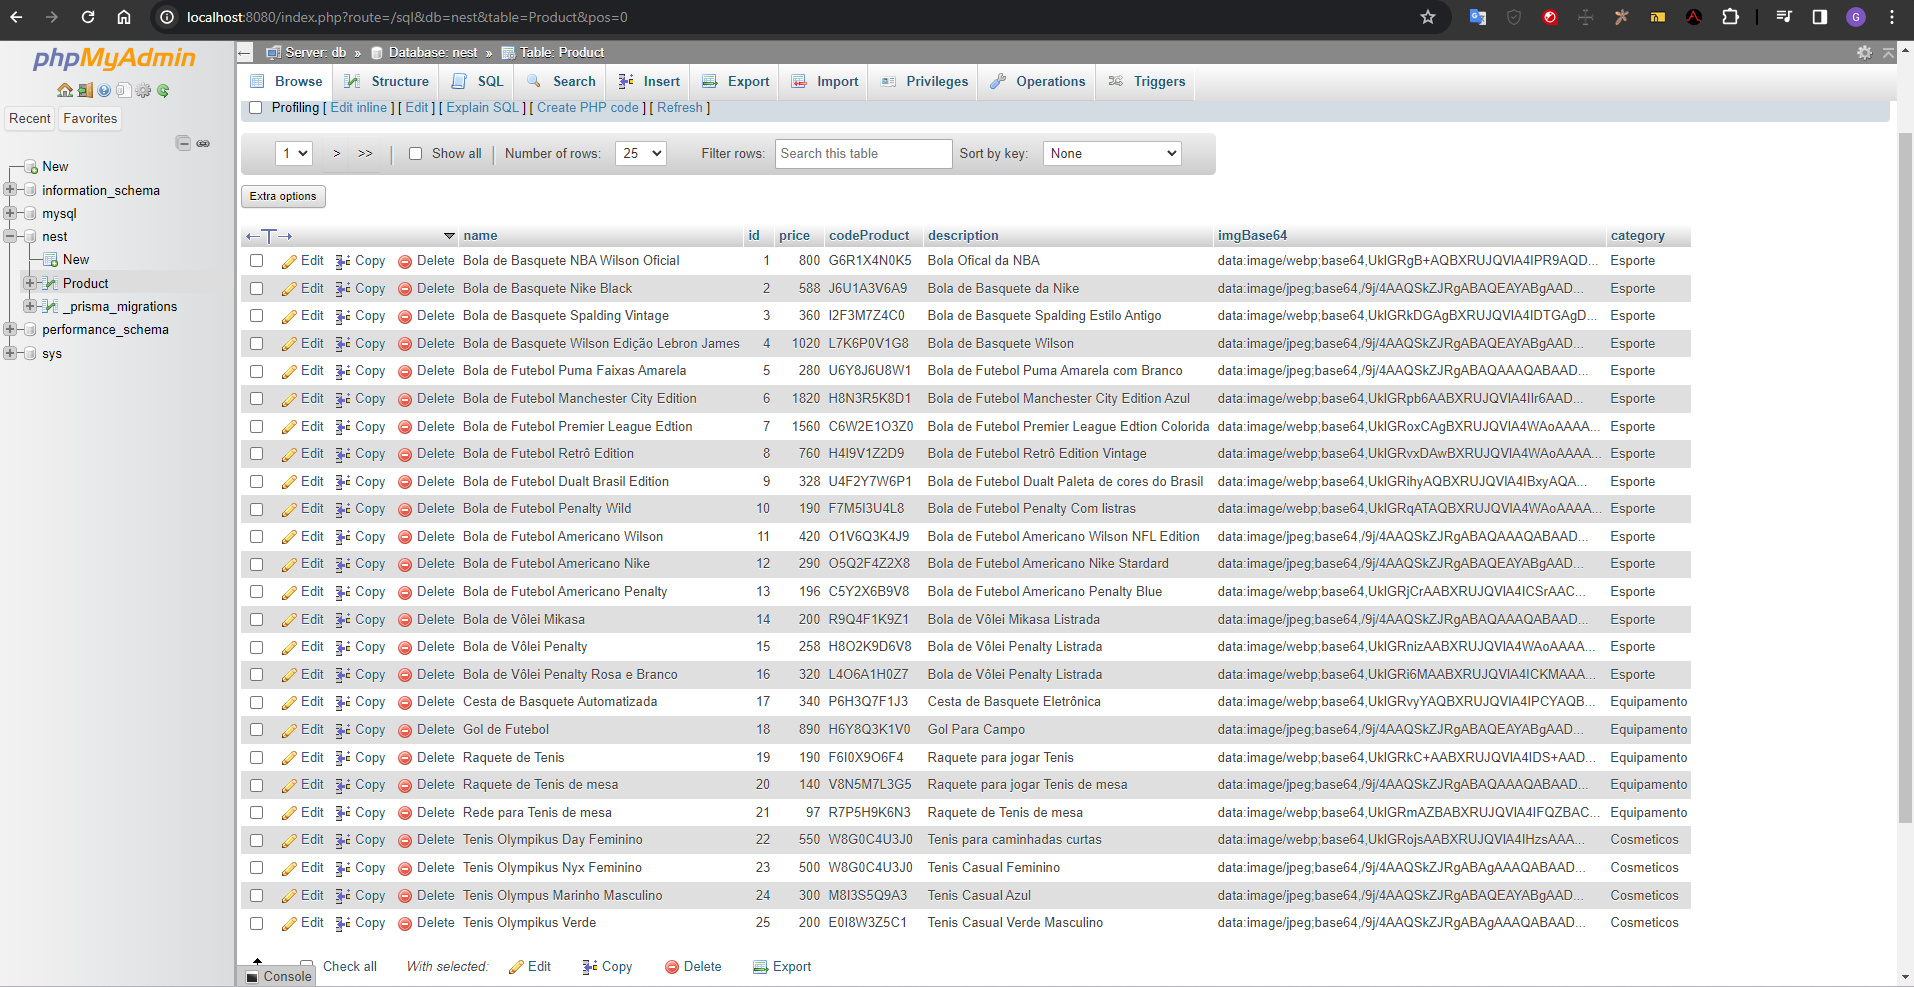 localhost:8080/index.php?route=/sql&db=nest&table=Product&pos=0
G
phpMyAdmin
Recent Favorites
New
information_schema
mysql
nest
New
Product
_prisma_migrations
performance_schema
sys
Server: db » Database: nest » Table: Product
Browse Structure SQL Search Insert Export Import Privileges Operations Triggers
Profiling [ Edit inline ] [ Edit ] [ Explain SQL ] [ Create PHP code ] [ Refresh ]
1 > >> | Show all | Number of rows: 25 Filter rows: Search this table Sort by key: None
Extra options
←T→ name id price codeProduct description imgBase64 category
Edit Copy Delete Bola de Basquete NBA Wilson Oficial 1 800 G6R1X4N0K5 Bola Ofical da NBA data:image/webp;base64,UklGRgB+AQBXRUJQVlA4IPR9AQD... Esporte
Edit Copy Delete Bola de Basquete Nike Black 2 588 J6U1A3V6A9 Bola de Basquete da Nike data:image/jpeg;base64,/9j/4AAQSkZJRgABAQEAYABgAAD... Esporte
Edit Copy Delete Bola de Basquete Spalding Vintage 3 360 I2F3M7Z4C0 Bola de Basquete Spalding Estilo Antigo data:image/webp;base64,UklGRkDGAgBXRUJQVlA4IDTGAgD... Esporte
Edit Copy Delete Bola de Basquete Wilson Edição Lebron James 4 1020 L7K6P0V1G8 Bola de Basquete Wilson data:image/jpeg;base64,/9j/4AAQSkZJRgABAQEAYABgAAD... Esporte
Edit Copy Delete Bola de Futebol Puma Faixas Amarela 5 280 U6Y8J6U8W1 Bola de Futebol Puma Amarela com Branco data:image/jpeg;base64,/9j/4AAQSkZJRgABAQAAAQABAAD... Esporte
Edit Copy Delete Bola de Futebol Manchester City Edition 6 1820 H8N3R5K8D1 Bola de Futebol Manchester City Edition Azul data:image/webp;base64,UklGRpb6AABXRUJQVlA4IIr6AAD... Esporte
Edit Copy Delete Bola de Futebol Premier League Edtion 7 1560 C6W2E1O3Z0 Bola de Futebol Premier League Edtion Colorida data:image/webp;base64,UklGRoxCAgBXRUJQVlA4WAoAAAA... Esporte
Edit Copy Delete Bola de Futebol Retrô Edition 8 760 H4I9V1Z2D9 Bola de Futebol Retrô Edition Vintage data:image/webp;base64,UklGRvxDAwBXRUJQVlA4WAoAAAA... Esporte
Edit Copy Delete Bola de Futebol Dualt Brasil Edition 9 328 U4F2Y7W6P1 Bola de Futebol Dualt Paleta de cores do Brasil data:image/webp;base64,UklGRihyAQBXRUJQVlA4IBxyAQA... Esporte
Edit Copy Delete Bola de Futebol Penalty Wild 10 190 F7M5I3U4L8 Bola de Futebol Penalty Com listras data:image/webp;base64,UklGRqATAQBXRUJQVlA4WAoAAAA... Esporte
Edit Copy Delete Bola de Futebol Americano Wilson 11 420 O1V6Q3K4J9 Bola de Futebol Americano Wilson NFL Edition data:image/jpeg;base64,/9j/4AAQSkZJRgABAQAAAQABAAD... Esporte
Edit Copy Delete Bola de Futebol Americano Nike 12 290 O5Q2F4Z2X8 Bola de Futebol Americano Nike Stardard data:image/jpeg;base64,/9j/4AAQSkZJRgABAQEAYABgAAD... Esporte
Edit Copy Delete Bola de Futebol Americano Penalty 13 196 C5Y2X6B9V8 Bola de Futebol Americano Penalty Blue data:image/webp;base64,UklGRjCrAABXRUJQVlA4ICSrAAC... Esporte
Edit Copy Delete Bola de Vôlei Mikasa 14 200 R9Q4F1K9Z1 Bola de Vôlei Mikasa Listrada data:image/jpeg;base64,/9j/4AAQSkZJRgABAQAAAQABAAD... Esporte
Edit Copy Delete Bola de Vôlei Penalty 15 258 H8O2K9D6V8 Bola de Vôlei Penalty Listrada data:image/webp;base64,UklGRnizAABXRUJQVlA4WAoAAAA... Esporte
Edit Copy Delete Bola de Vôlei Penalty Rosa e Branco 16 320 L4O6A1H0Z7 Bola de Vôlei Penalty Listrada data:image/webp;base64,UklGRi6MAABXRUJQVlA4ICKMAAA... Esporte
Edit Copy Delete Cesta de Basquete Automatizada 17 340 P6H3Q7F1J3 Cesta de Basquete Eletrônica data:image/webp;base64,UklGRvyYAQBXRUJQVlA4IPCYAQB... Equipamento
Edit Copy Delete Gol de Futebol 18 890 H6Y8Q3K1V0 Gol Para Campo data:image/jpeg;base64,/9j/4AAQSkZJRgABAQEAYABgAAD... Equipamento
Edit Copy Delete Raquete de Tenis 19 190 F6I0X9O6F4 Raquete para jogar Tenis data:image/webp;base64,UklGRkC+AABXRUJQVlA4IDS+AAD... Equipamento
Edit Copy Delete Raquete de Tenis de mesa 20 140 V8N5M7L3G5 Raquete para jogar Tenis de mesa data:image/jpeg;base64,/9j/4AAQSkZJRgABAQAAAQABAAD... Equipamento
Edit Copy Delete Rede para Tenis de mesa 21 97 R7P5H9K6N3 Raquete de Tenis de mesa data:image/webp;base64,UklGRmAZBABXRUJQVlA4IFQZBAC... Equipamento
Edit Copy Delete Tenis Olympikus Day Feminino 22 550 W8G0C4U3J0 Tenis para caminhadas curtas data:image/webp;base64,UklGRojsAABXRUJQVlA4IHzsAAA... Cosmeticos
Edit Copy Delete Tenis Olympikus Nyx Feminino 23 500 W8G0C4U3J0 Tenis Casual Feminino data:image/jpeg;base64,/9j/4AAQSkZJRgABAgAAAQABAAD... Cosmeticos
Edit Copy Delete Tenis Olympus Marinho Masculino 24 300 M8I3S5Q9A3 Tenis Casual Azul data:image/jpeg;base64,/9j/4AAQSkZJRgABAQEAYABgAAD... Cosmeticos
Edit Copy Delete Tenis Olympikus Verde 25 200 E0I8W3Z5C1 Tenis Casual Verde Masculino data:image/jpeg;base64,/9j/4AAQSkZJRgABAgAAAQABAAD... Cosmeticos
Check all With selected: Edit Copy Delete Export
Console